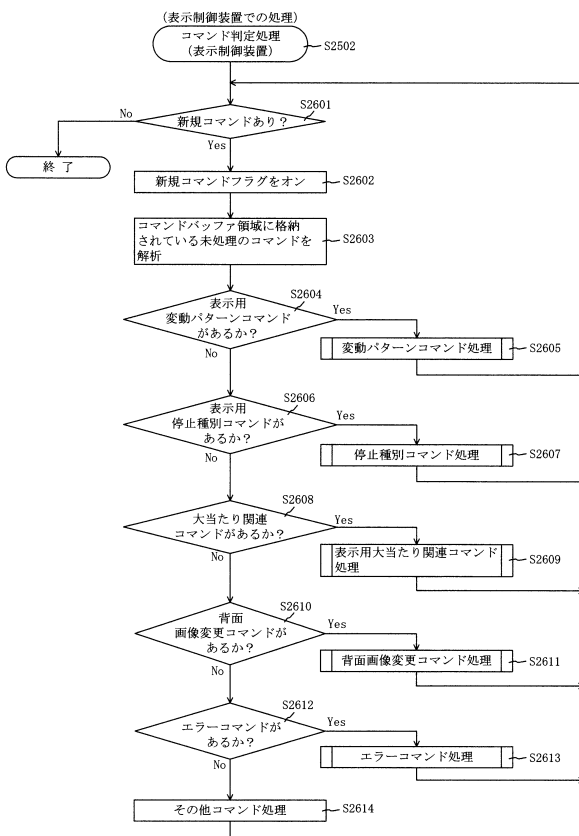 (表示制御装置での処理)
コマンド判定処理
(表示制御装置)
S2502
S2601
新規コマンドあり？
No
Yes
終了
新規コマンドフラグをオン
S2602
コマンドバッファ領域に格納
されている未処理のコマンドを
解析
S2603
S2604
表示用
変動パターンコマンド
があるか？
Yes
No
変動パターンコマンド処理
S2605
S2606
表示用
停止種別コマンドが
あるか？
Yes
No
停止種別コマンド処理
S2607
S2608
大当たり関連
コマンドがあるか？
Yes
No
表示用大当たり関連コマンド
処理
S2609
S2610
背面
画像変更コマンドが
あるか？
Yes
No
背面画像変更コマンド処理
S2611
S2612
エラーコマンドが
あるか？
Yes
No
エラーコマンド処理
S2613
その他コマンド処理
S2614